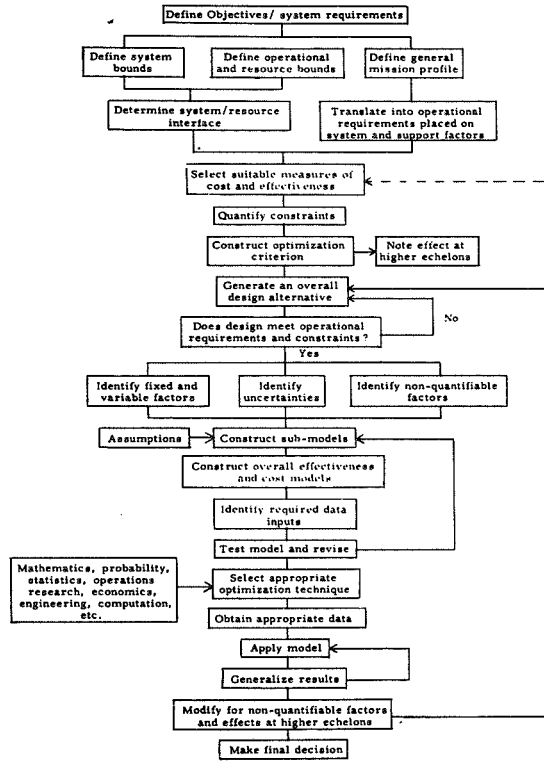 Define Objectives/ system requirements
Define system
bounds
Define operational
and resource bounds
Define general
mission profile
Determine system/resource
interface
Translate into operational
requirements placed on
system and support factors
Select suitable measures of
cost and effectiveness
Quantify constraints
Construct optimization
criterion
Note effect at
higher echelons
Generate an overall
design alternative
No
Does design meet operational
requirements and constraints?
Yes
Identify fixed and
variable factors
Identify
uncertainties
Identify non-quantifiable
factors
Assumptions
Construct sub-models
Construct overall effectiveness
and cost models
Identify required data
inputs
Test model and revise
Mathematics, probability,
statistics, operations
research, economics,
engineering, computation,
etc.
Select appropriate
optimization technique
Obtain appropriate data
Apply model
Generalize results
Modify for non-quantifiable factors
and effects at higher echelons
Make final decision